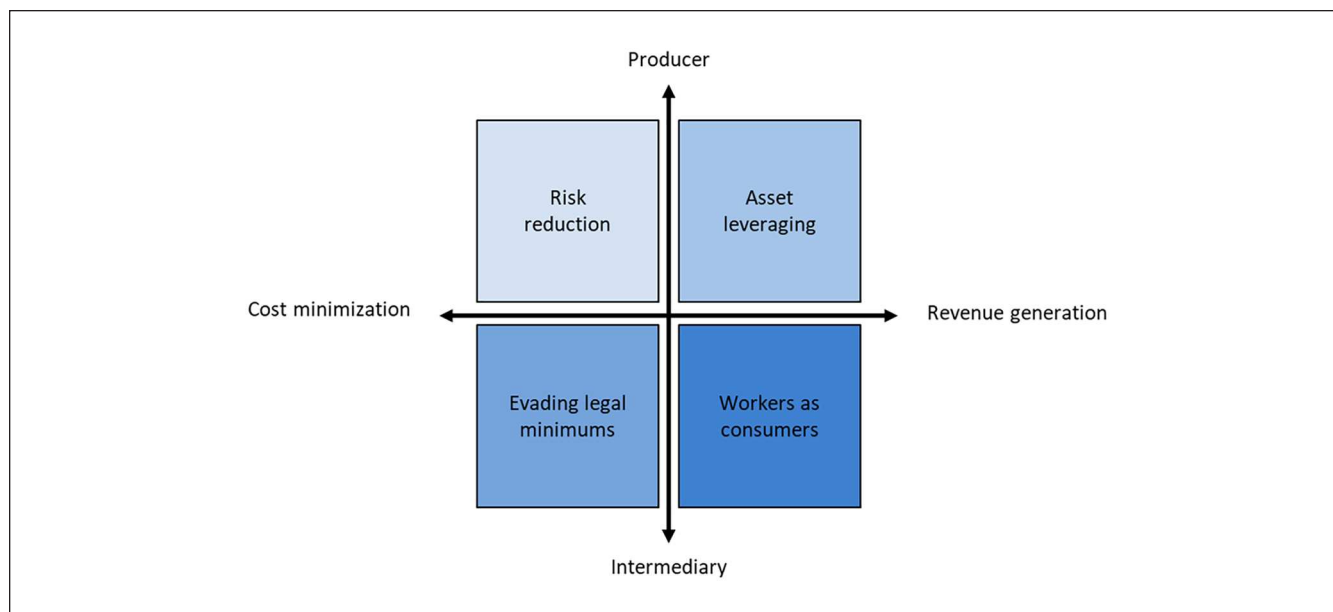 Producer
Risk
reduction
Asset
leveraging
Cost minimization
Revenue generation
Evading legal
minimums
Workers as
consumers
Intermediary